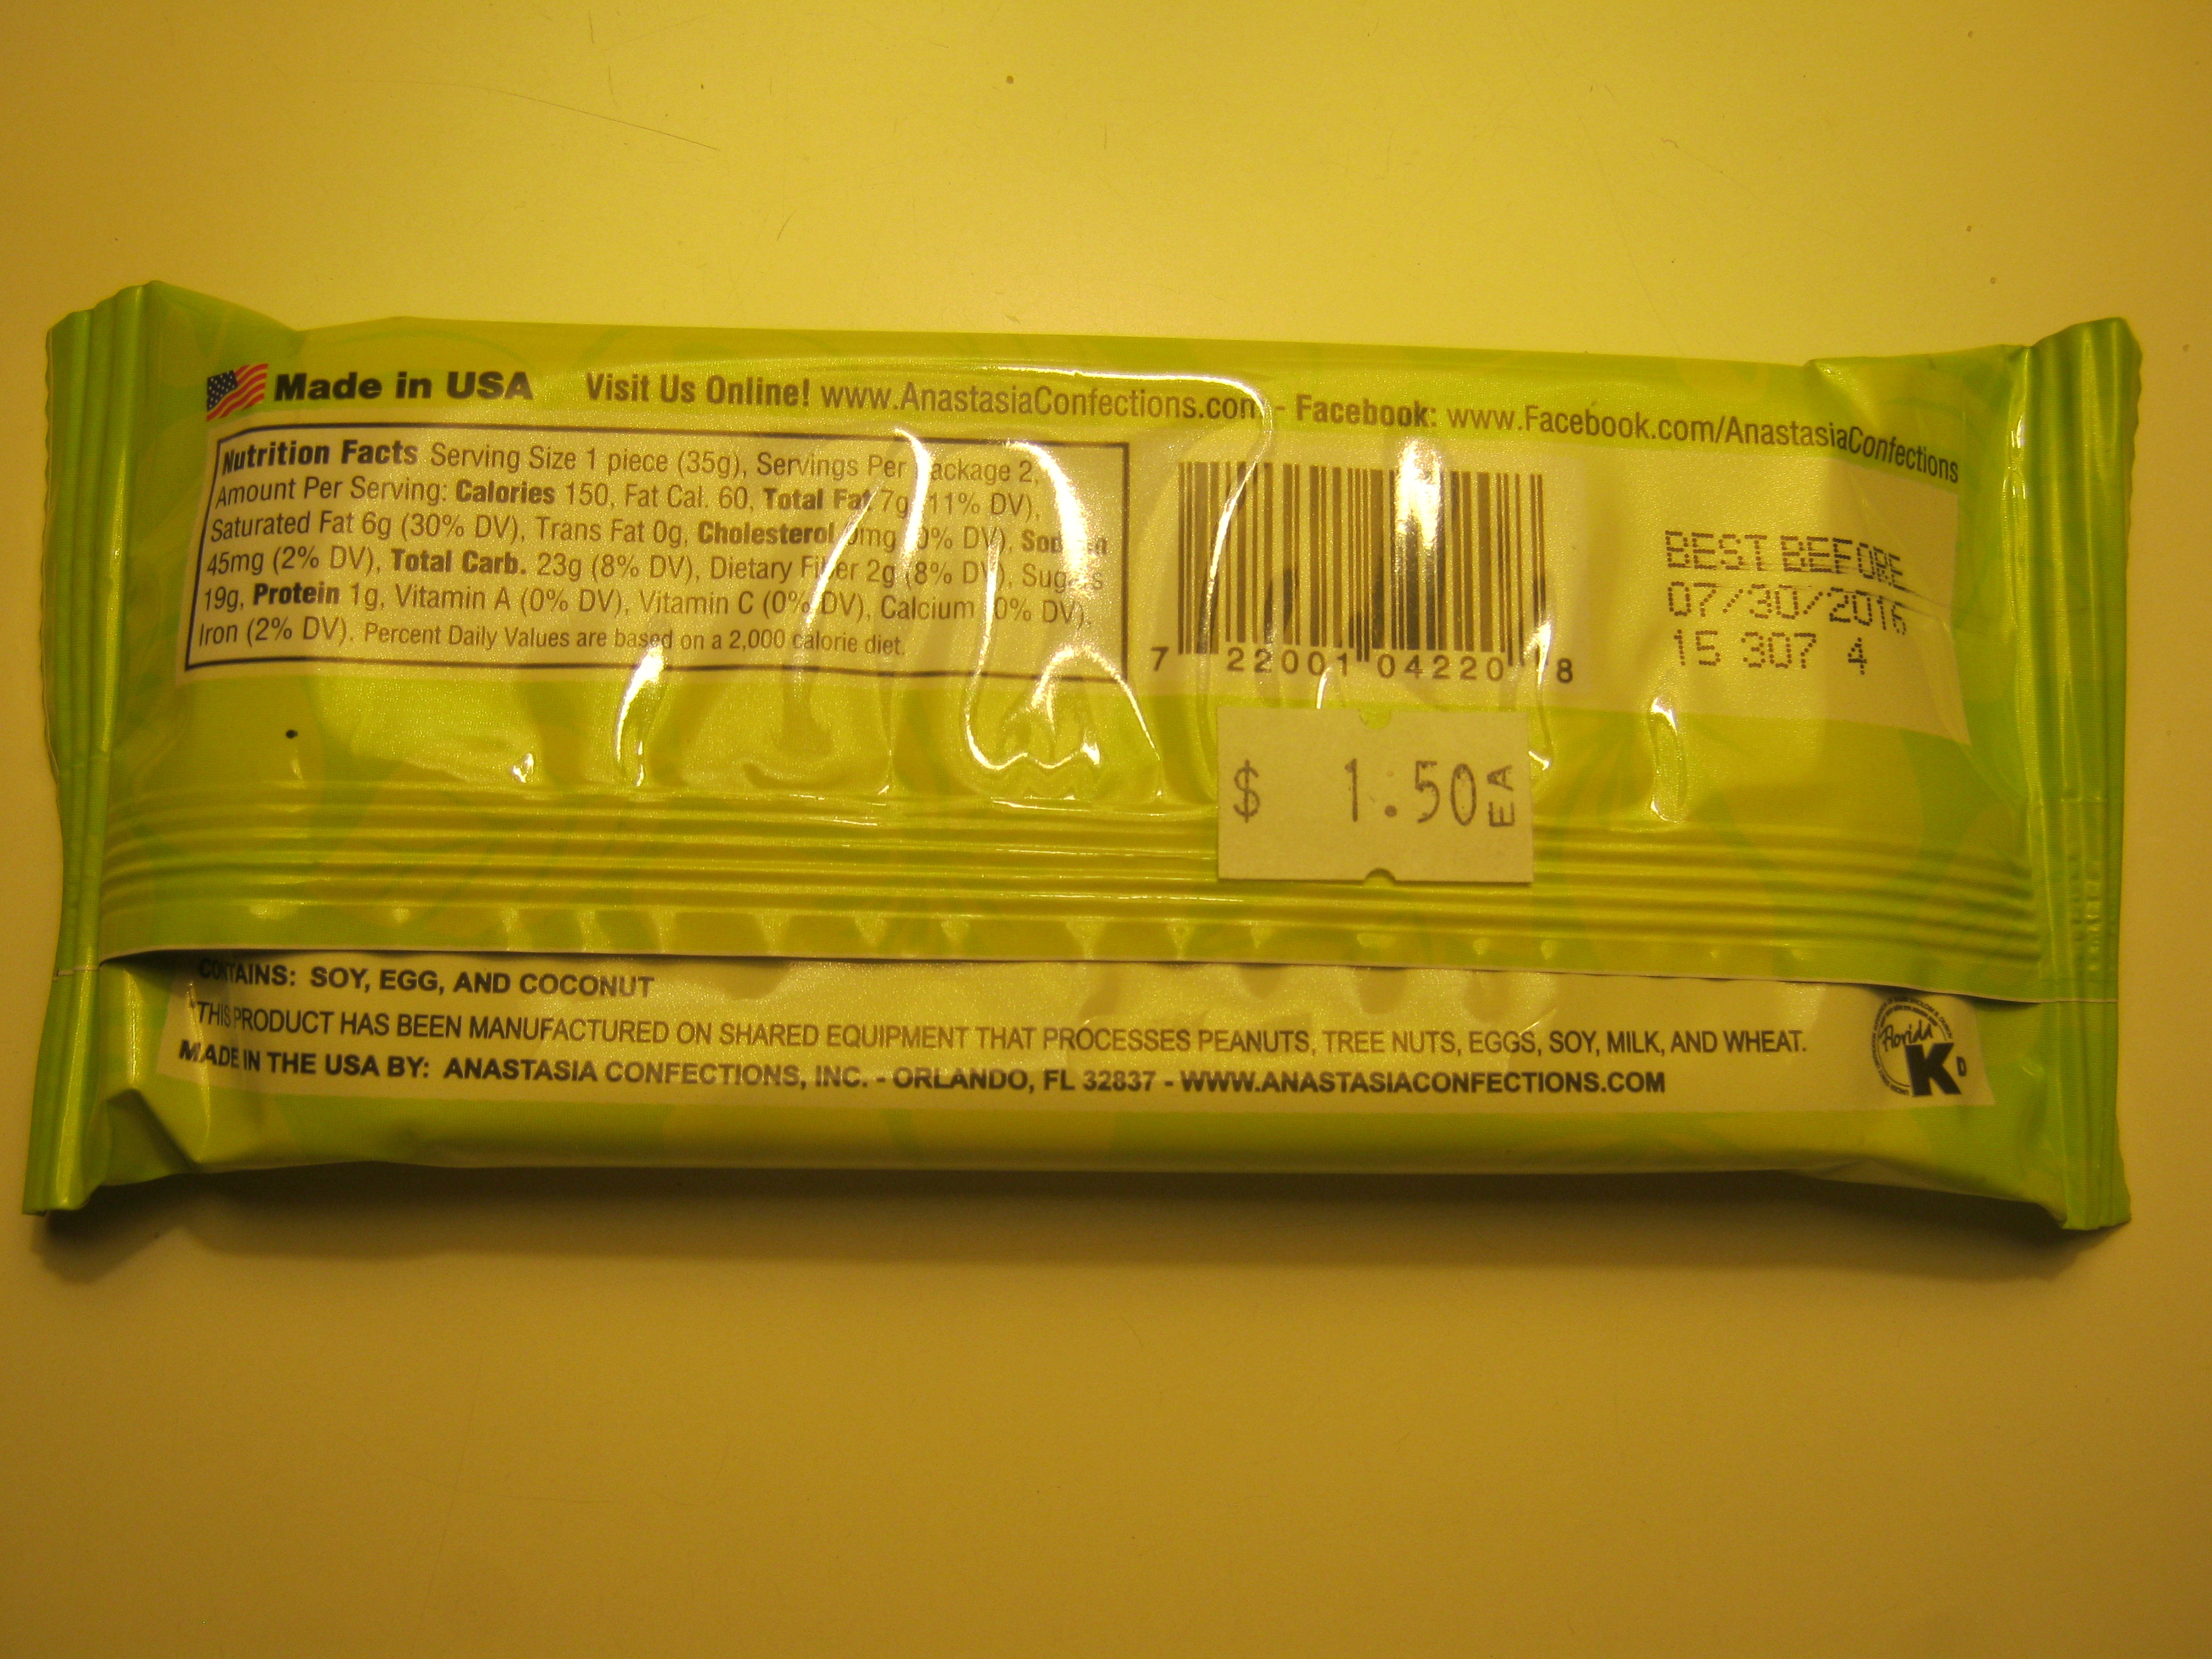 Made in USA Visit Us Online! www.AnastasiaConfections.com - Facebook: www.Facebook.com/AnastasiaConfections
Nutrition Facts Serving Size 1 piece (35g), Servings Per Package 2,
Amount Per Serving: Calories 150, Fat Cal. 60, Total Fat 7g (11% DV),
Saturated Fat 6g (30% DV), Trans Fat 0g, Cholesterol 0mg (0% DV), Sodium
45mg (2% DV), Total Carb. 23g (8% DV), Dietary Fiber 2g (8% DV), Sugars
19g, Protein 1g, Vitamin A (0% DV), Vitamin C (0% DV), Calcium (0% DV),
Iron (2% DV). Percent Daily Values are based on a 2,000 calorie diet.
7 22001 04220 8
BEST BEFORE
07/30/2016
15 307 4
$ 1.50 EA
CONTAINS: SOY, EGG, AND COCONUT
THIS PRODUCT HAS BEEN MANUFACTURED ON SHARED EQUIPMENT THAT PROCESSES PEANUTS, TREE NUTS, EGGS, SOY, MILK, AND WHEAT.
MADE IN THE USA BY: ANASTASIA CONFECTIONS, INC. - ORLANDO, FL 32837 - WWW.ANASTASIACONFECTIONS.COM
Florida
K D